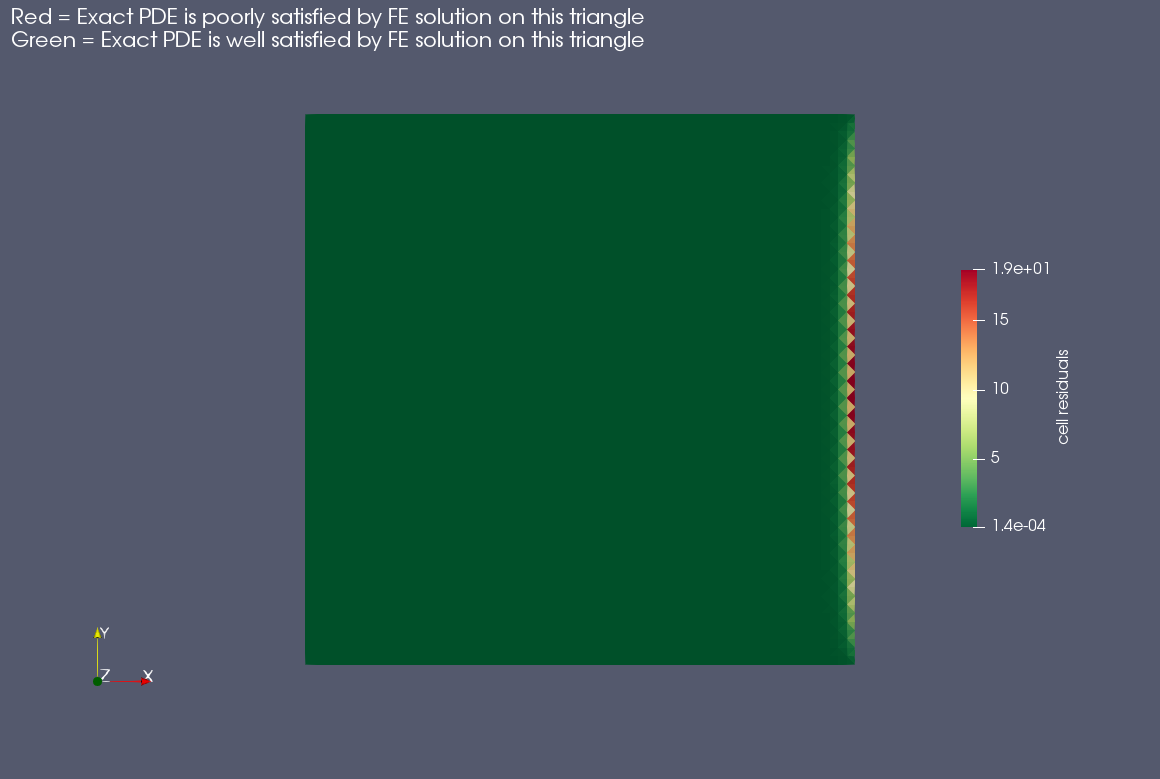 Red = Exact PDE is poorly satisfied by FE solution on this triangle
Green = Exact PDE is well satisfied by FE solution on this triangle
1.9e+01
15
10
5
1.4e-04
cell residuals
Y
Z
X